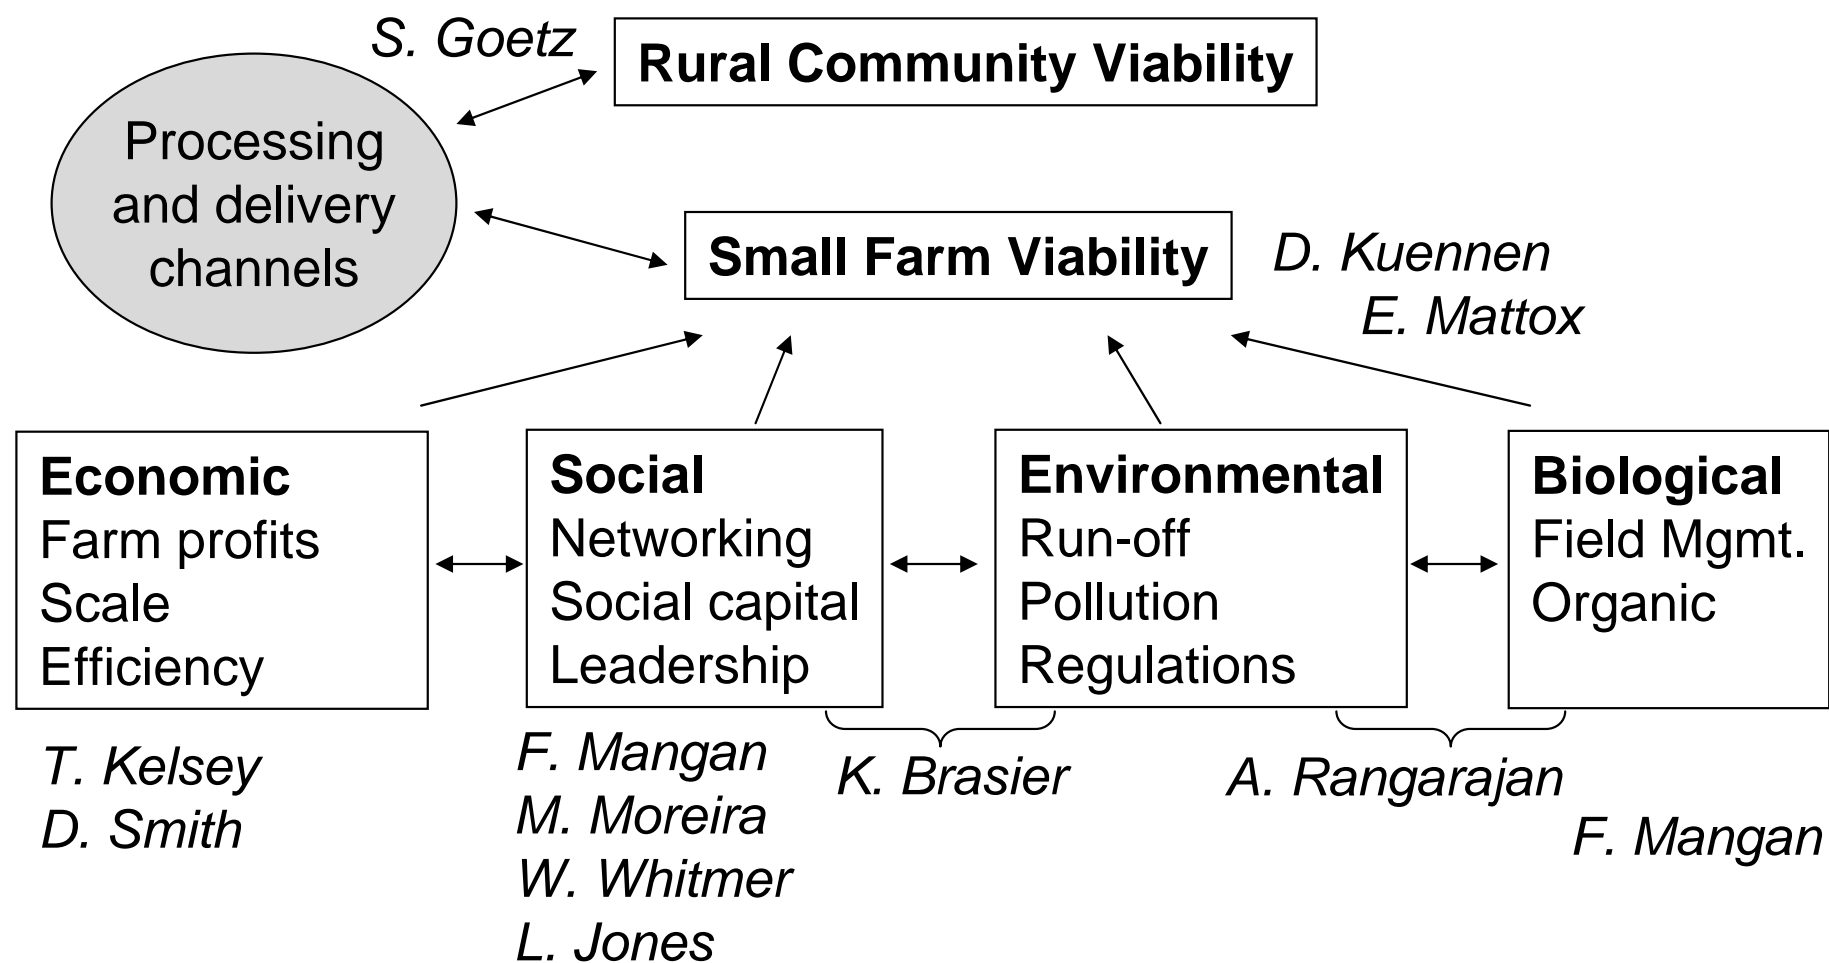 S. Goetz
Rural Community Viability
Processing
and delivery
channels
Small Farm Viability
D. Kuennen
E. Mattox
Economic
Farm profits
Scale
Efficiency
Social
Networking
Social capital
Leadership
Environmental
Run-off
Pollution
Regulations
Biological
Field Mgmt.
Organic
T. Kelsey
D. Smith
F. Mangan
M. Moreira
W. Whitmer
L. Jones
K. Brasier
A. Rangarajan
F. Mangan